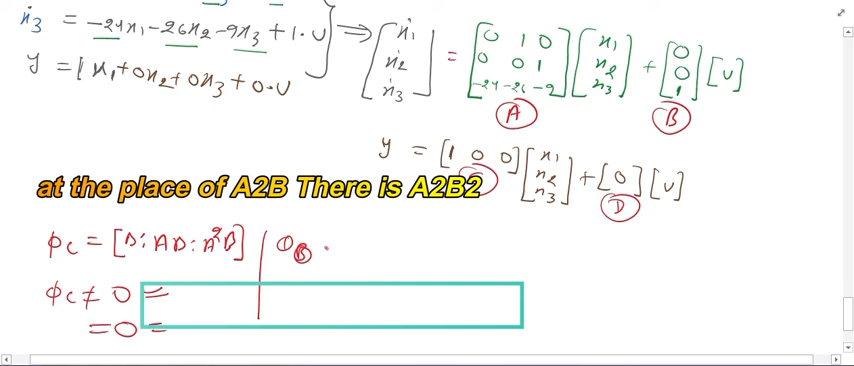 ẋ3 = -24x1 - 26x2 - 9x3 + 1·U
y = 1x1 + 0x2 + 0x3 + 0·U
⇒ [ẋ1 ẋ2 ẋ3] = [0 1 0 0 0 1 -24 -26 -9] [x1 x2 x3] + [0 0 1] [U]
A B
y = [1 0 0] [x1 x2 x3] + [0] [U]
C D
at the place of A2B There is A2B2
φc = [B : AB : A²B] | ① B
φc ≠ 0 =
= 0 =